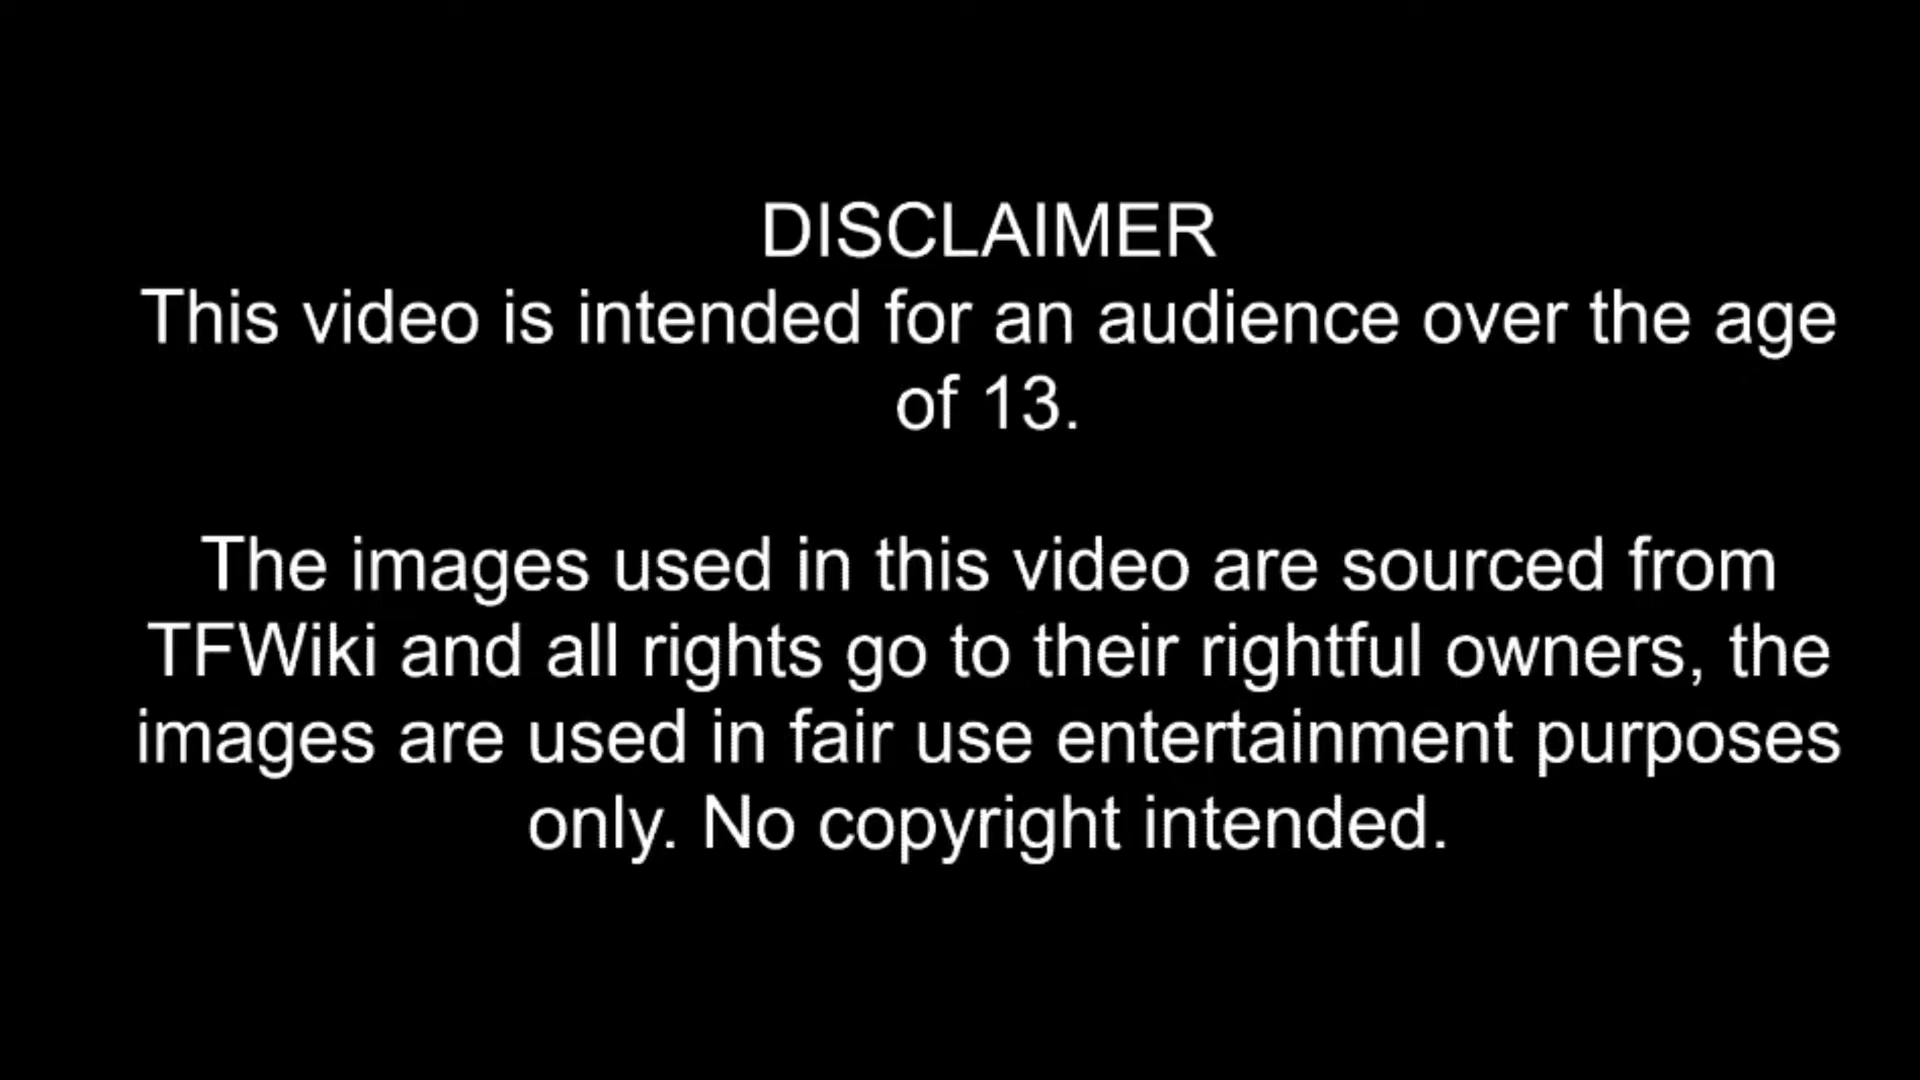 DISCLAIMER
This video is intended for an audience over the age
of 13.
The images used in this video are sourced from
TFWiki and all rights go to their rightful owners, the
images are used in fair use entertainment purposes
only. No copyright intended.